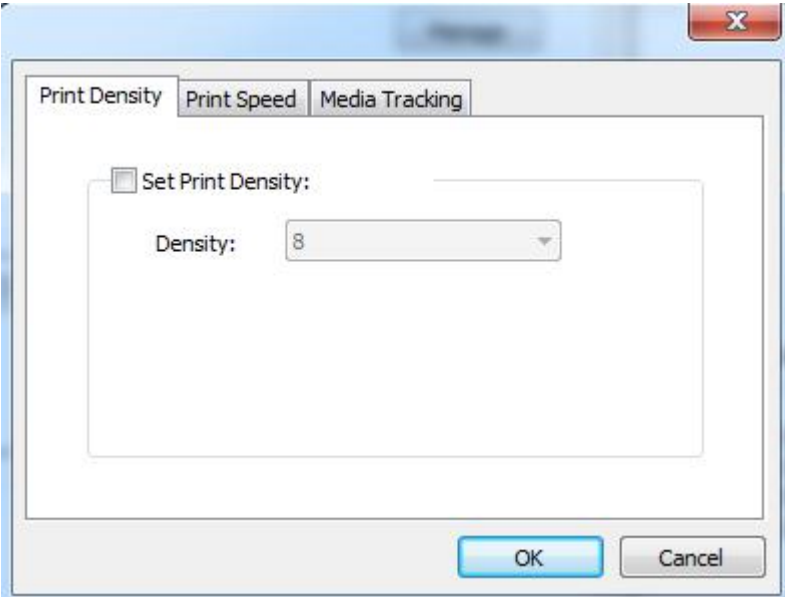 Print Density
Print Speed
Media Tracking
Set Print Density:
Density:
8
OK
Cancel